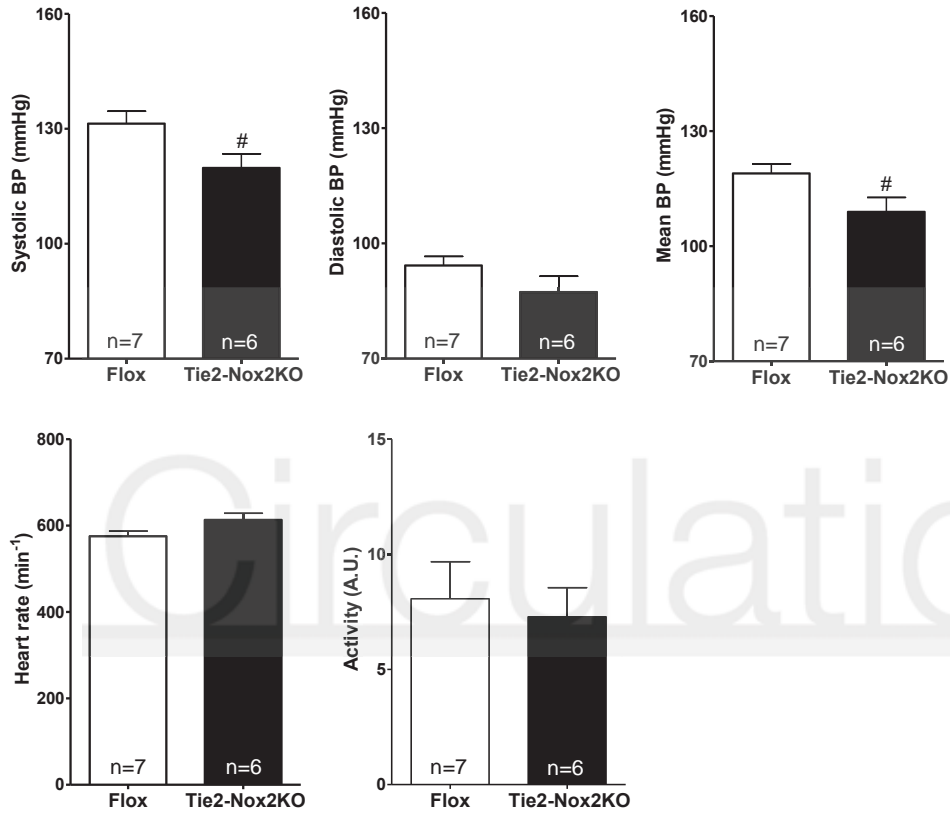 160
130
100
70
Systolic BP (mmHg)
#
n=7
n=6
Flox
Tie2-Nox2KO
160
130
100
70
Diastolic BP (mmHg)
n=7
n=6
Flox
Tie2-Nox2KO
160
130
100
70
Mean BP (mmHg)
#
n=7
n=6
Flox
Tie2-Nox2KO
800
600
400
200
0
Heart rate (min⁻¹)
n=7
n=6
Flox
Tie2-Nox2KO
15
10
5
0
Activity (A.U.)
n=7
n=6
Flox
Tie2-Nox2KO
Circulatio